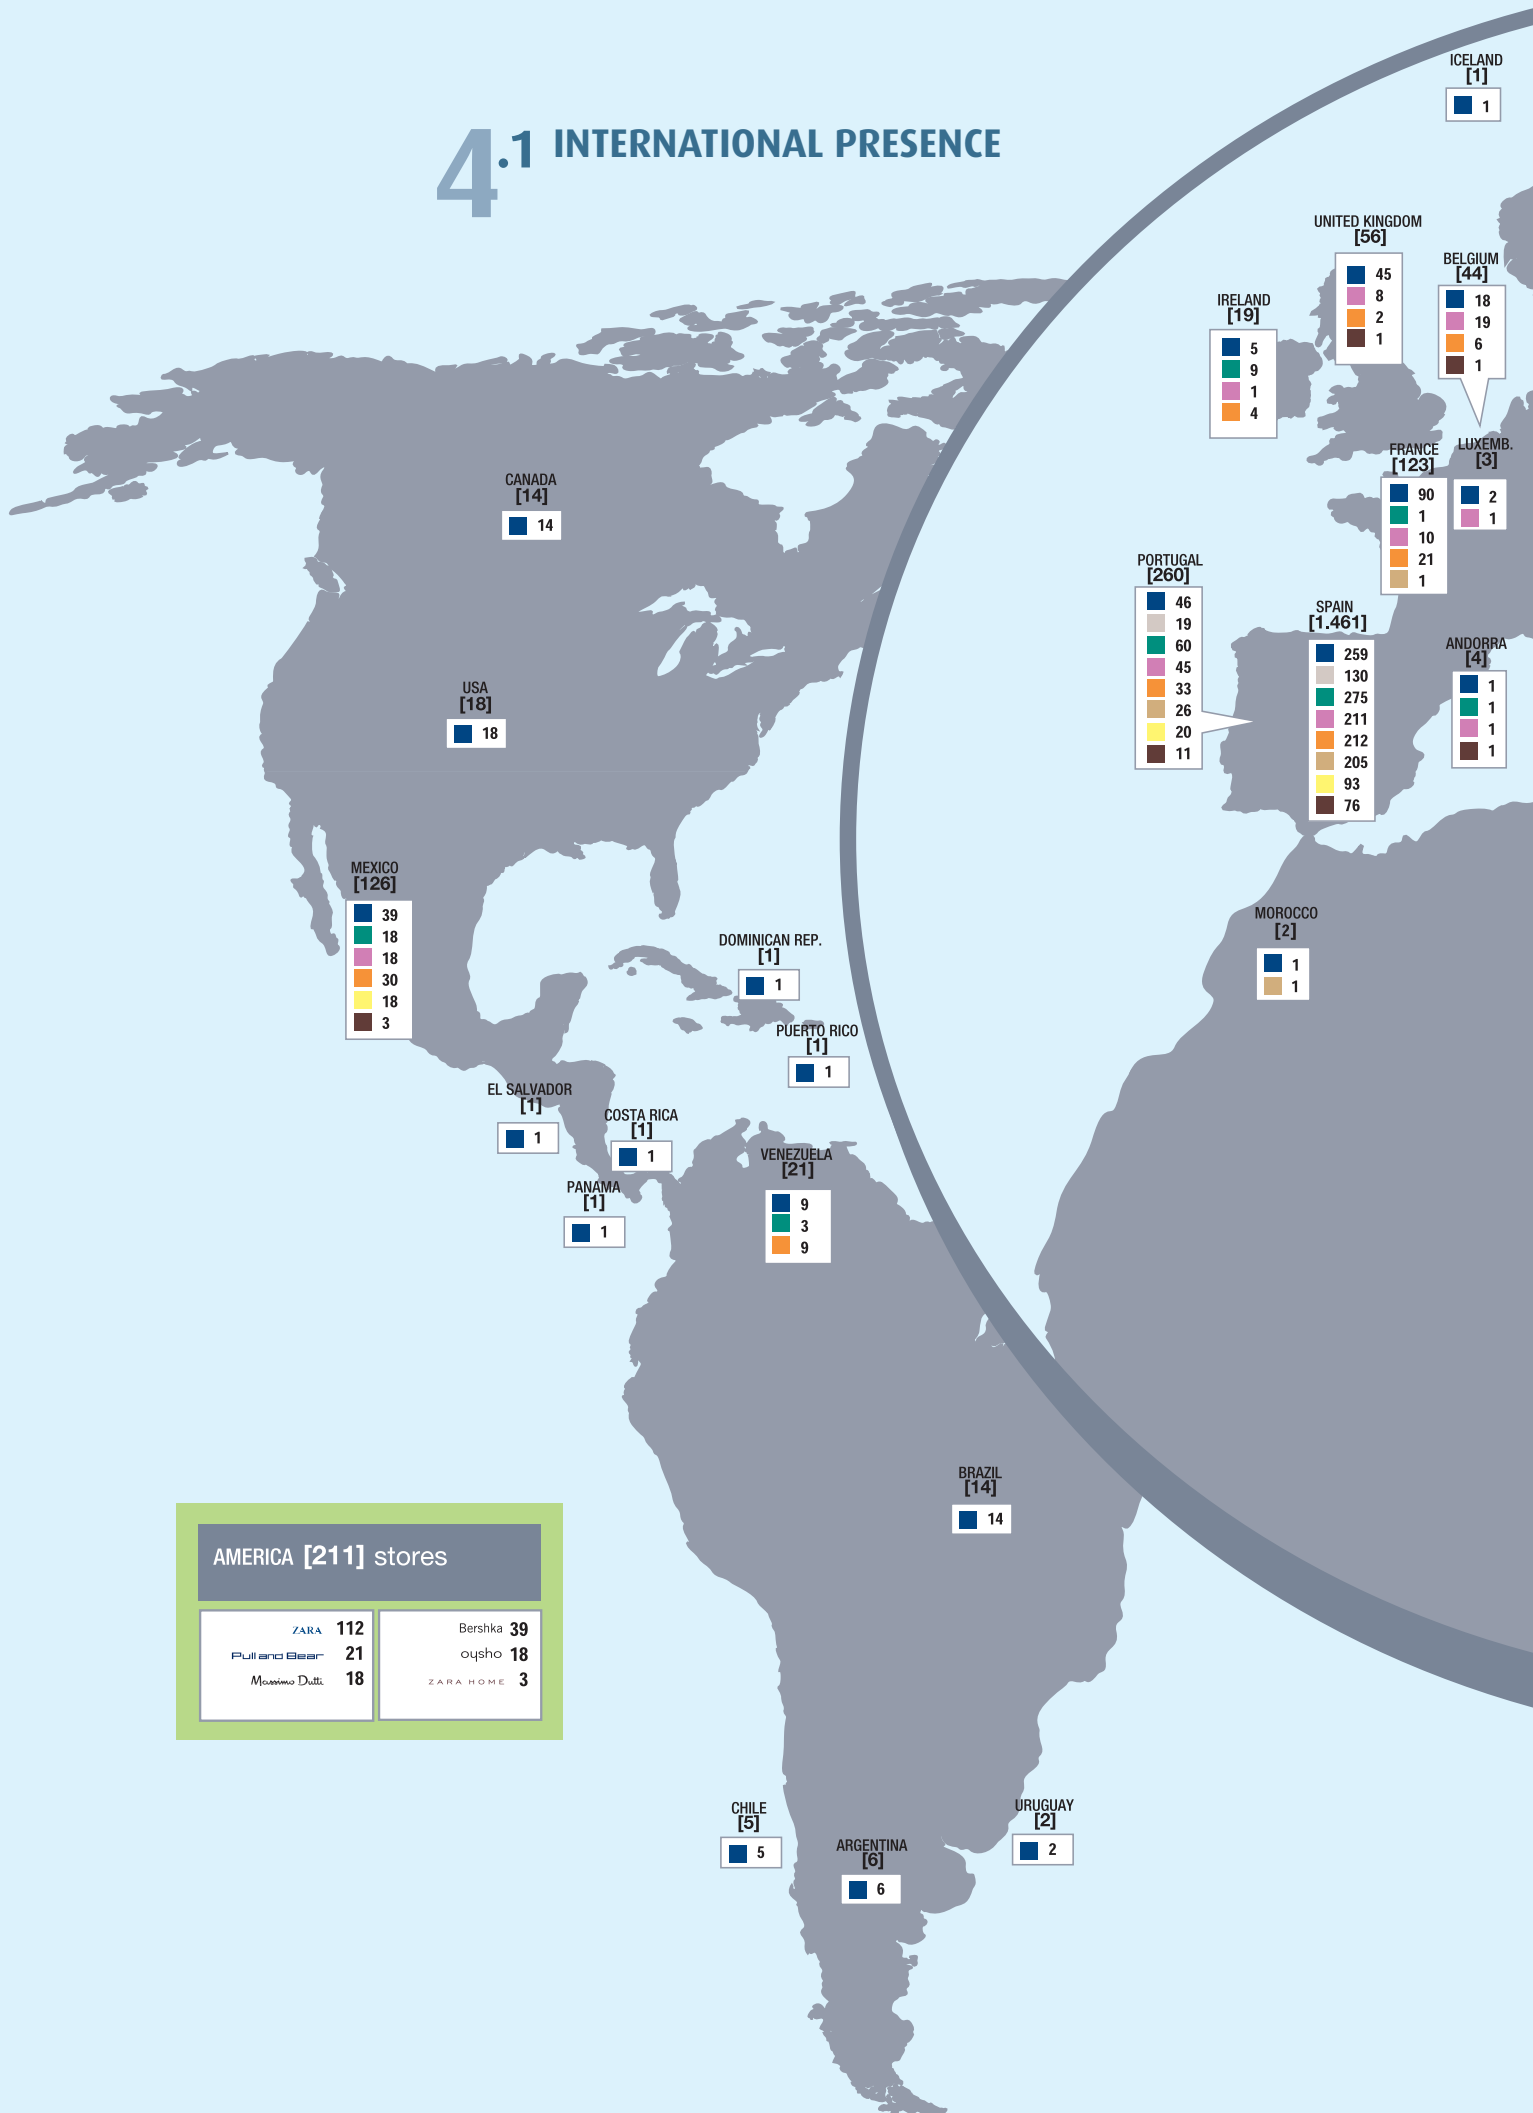 4.1 INTERNATIONAL PRESENCE
ICELAND
[1]
1
UNITED KINGDOM
[56]
45
8
2
1
BELGIUM
[44]
18
19
6
1
IRELAND
[19]
5
9
1
4
FRANCE
[123]
90
1
10
21
1
LUXEMB.
[3]
2
1
CANADA
[14]
14
PORTUGAL
[260]
46
19
60
45
33
26
20
11
SPAIN
[1.461]
259
130
275
211
212
205
93
76
ANDORRA
[4]
1
1
1
1
USA
[18]
18
MEXICO
[126]
39
18
18
30
18
3
DOMINICAN REP.
[1]
1
MOROCCO
[2]
1
1
PUERTO RICO
[1]
1
EL SALVADOR
[1]
1
COSTA RICA
[1]
1
PANAMA
[1]
1
VENEZUELA
[21]
9
3
9
BRAZIL
[14]
14
AMERICA [211] stores
ZARA 112
Pull and Bear 21
Massimo Dutti 18
Bershka 39
oysho 18
ZARA HOME 3
CHILE
[5]
5
ARGENTINA
[6]
6
URUGUAY
[2]
2